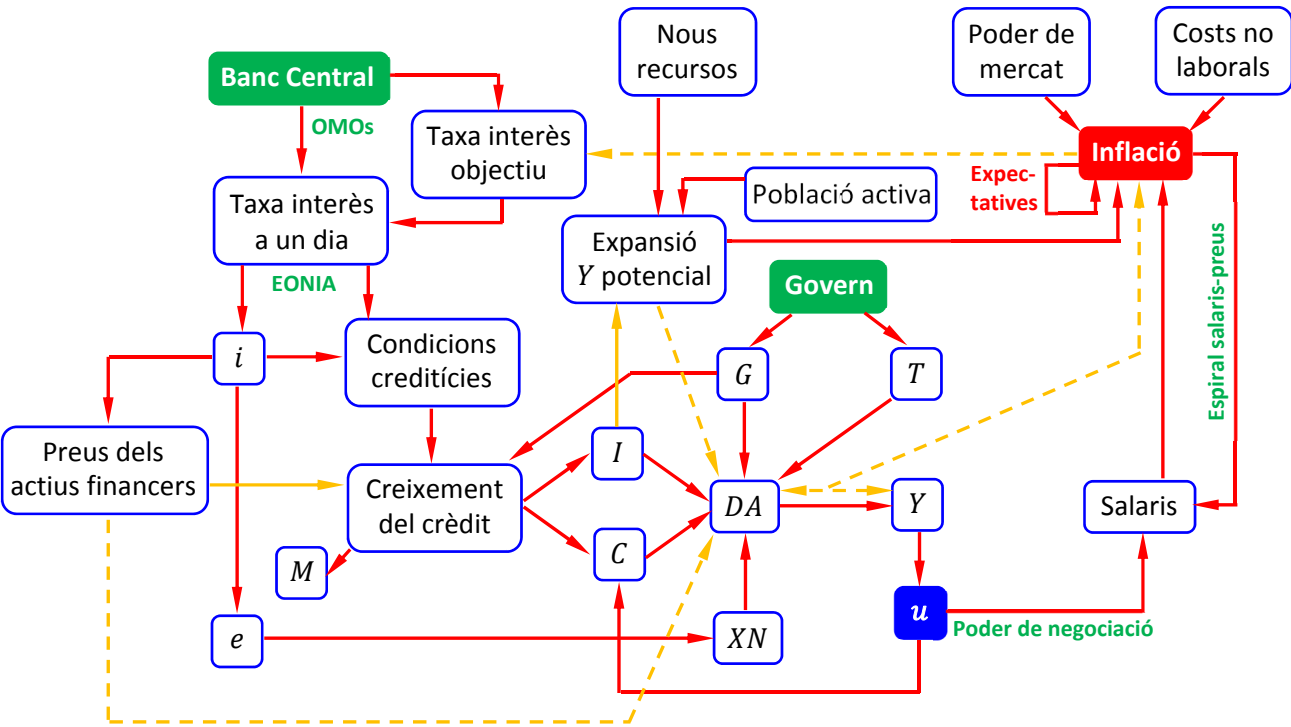 Nous
recursos
Poder de
mercat
Costs no
laborals
Banc Central
OMOs
Taxa interès
objectiu
Inflació
Expec-
tatives
Taxa interès
a un dia
Població activa
Expansió
Y potencial
EONIA
Govern
Espiral salaris-preus
i
Condicions
creditícies
G
T
Preus dels
actius financers
I
Creixement
del crèdit
DA
Y
Salaris
C
M
u
Poder de negociació
e
XN